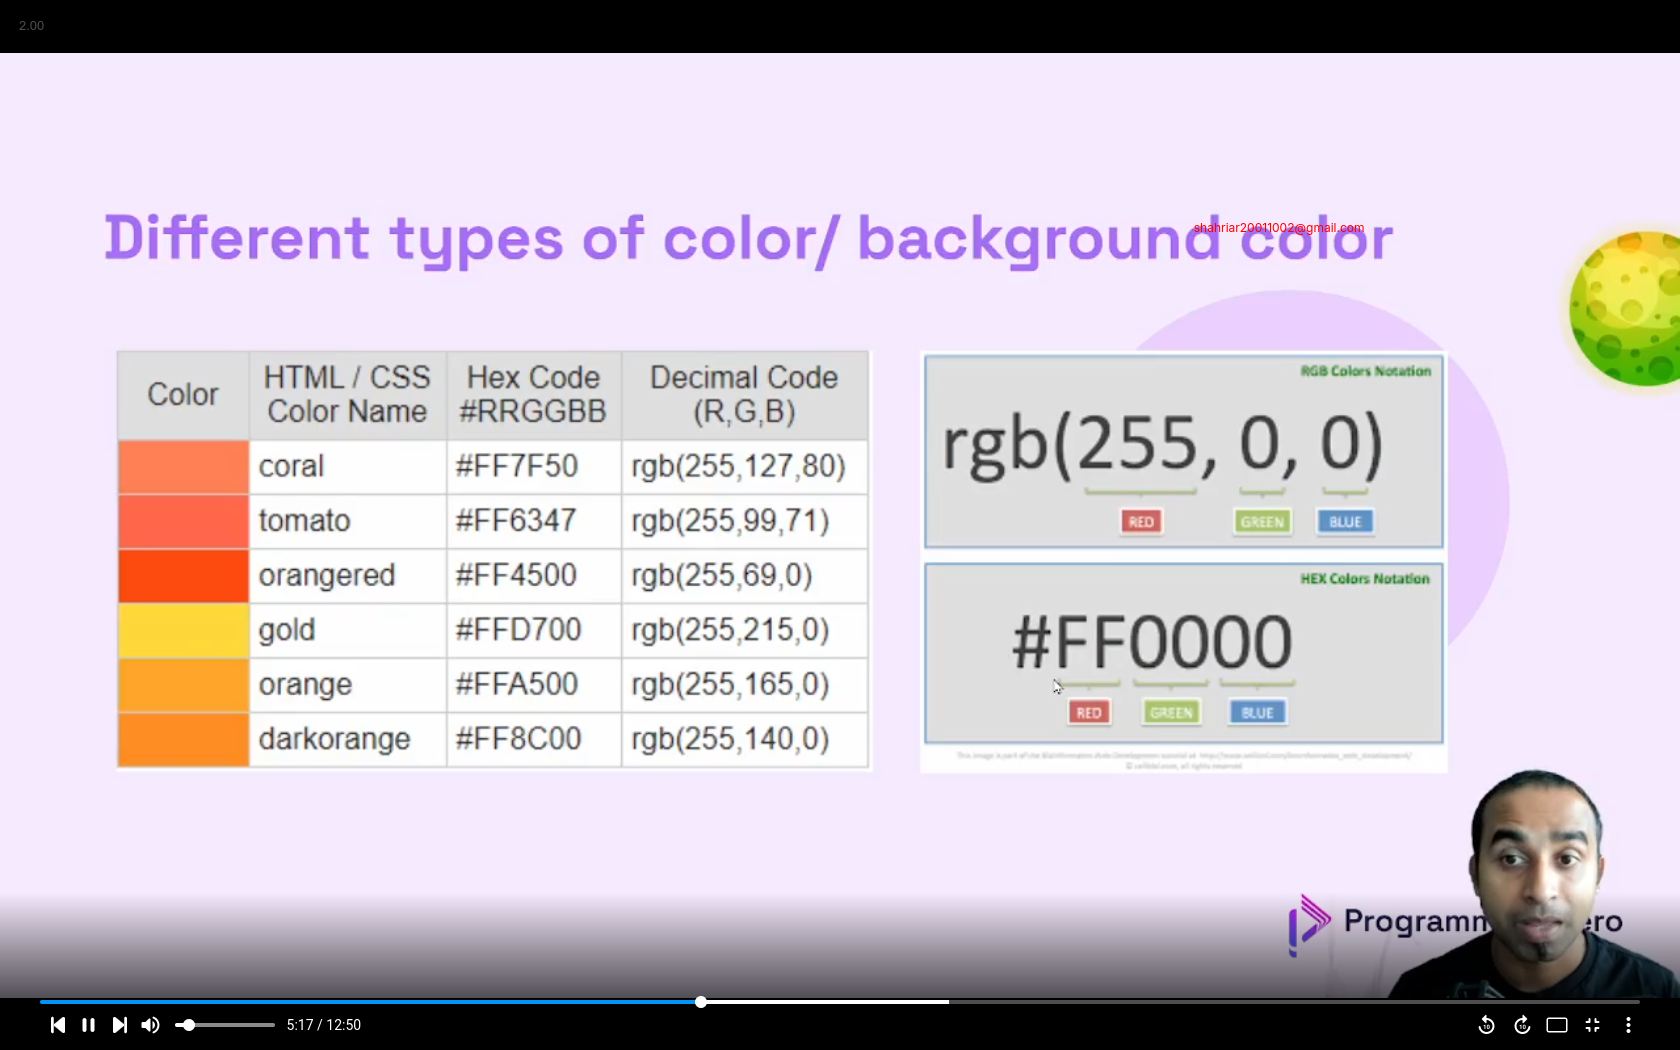 2.00
Different types of color/ background color
shahriar20011002@gmail.com
Color
HTML / CSS
Color Name
Hex Code
#RRGGBB
Decimal Code
(R,G,B)
coral #FF7F50 rgb(255,127,80)
tomato #FF6347 rgb(255,99,71)
orangered #FF4500 rgb(255,69,0)
gold #FFD700 rgb(255,215,0)
orange #FFA500 rgb(255,165,0)
darkorange #FF8C00 rgb(255,140,0)
RGB Colors Notation
rgb(255, 0, 0)
RED GREEN BLUE
HEX Colors Notation
#FF0000
RED GREEN BLUE
5:17 / 12:50
10 10